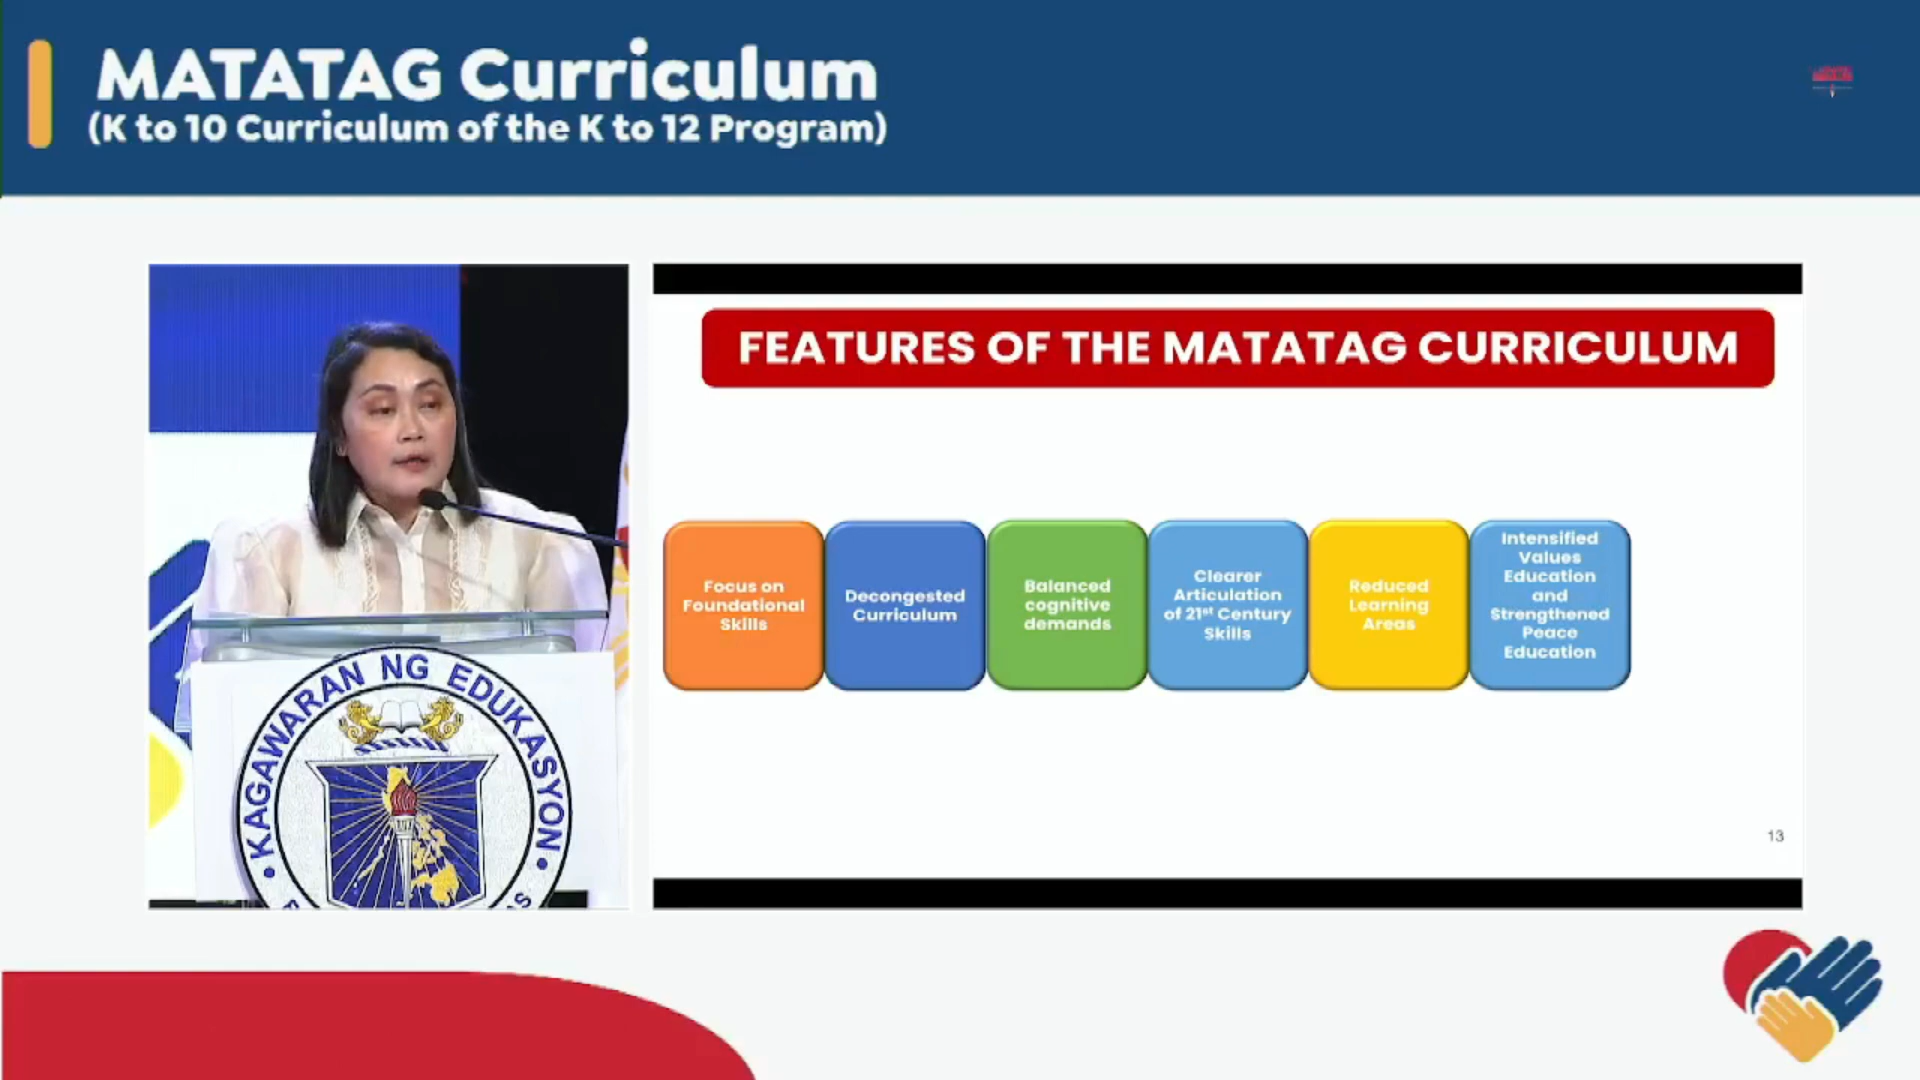 MATATAG Curriculum
(K to 10 Curriculum of the K to 12 Program)
FEATURES OF THE MATATAG CURRICULUM
Focus on
Foundational
Skills
Decongested
Curriculum
Balanced
cognitive
demands
Clearer
Articulation
of 21st Century
Skills
Reduced
Learning
Areas
Intensified
Values
Education
and
Strengthened
Peace
Education
13
• KAGAWARAN NG EDUKASYON •